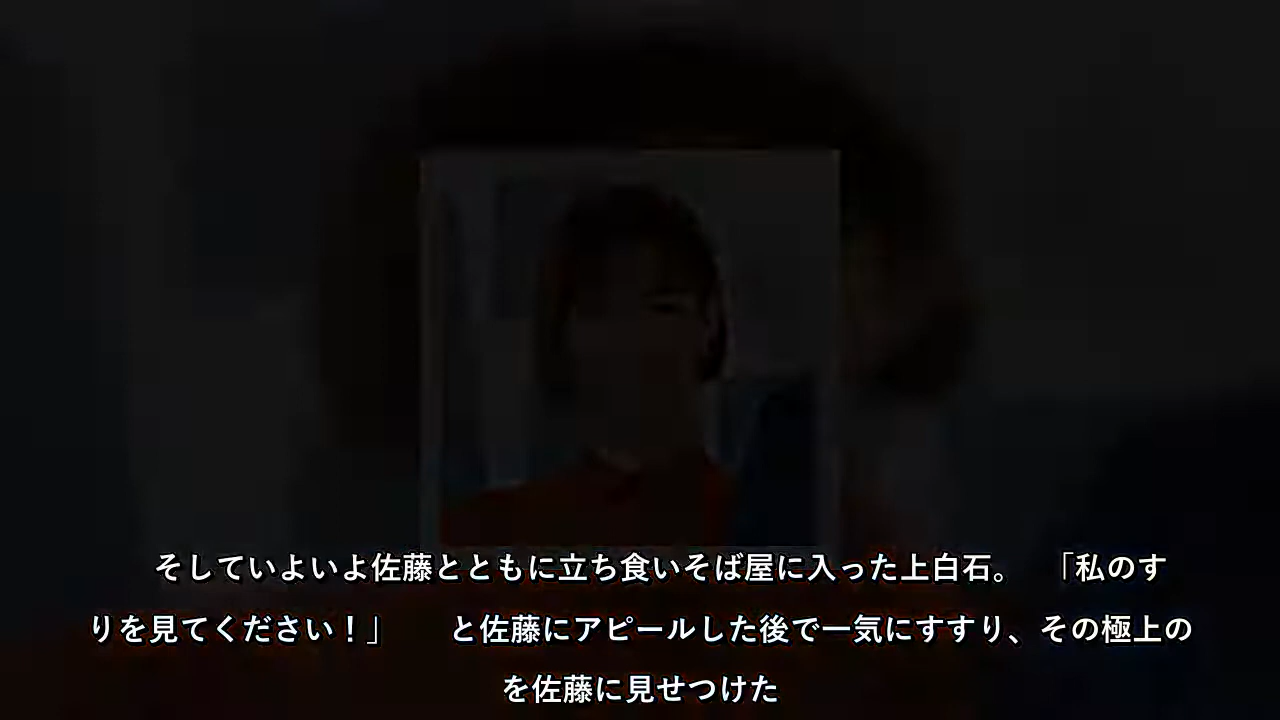 そしていよいよ佐藤とともに立ち食いそば屋に入った上白石。 「私のす
りを見てください！」 と佐藤にアピールした後で一気にすすり、その極上の
を佐藤に見せつけた